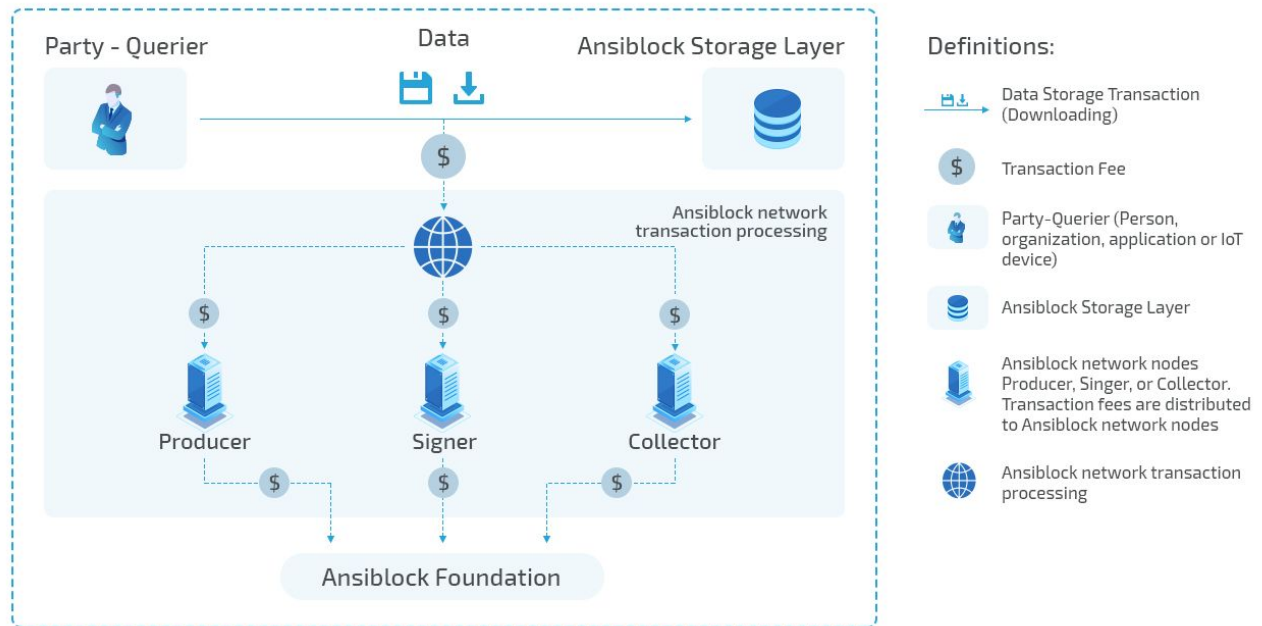 Party - Querier
Data
Ansiblock Storage Layer
$
Ansiblock network
transaction processing
$
$
$
Producer
Signer
Collector
$
$
$
Ansiblock Foundation
Definitions:
Data Storage Transaction
(Downloading)
$
Transaction Fee
Party-Querier (Person,
organization, application or IoT
device)
Ansiblock Storage Layer
Ansiblock network nodes
Producer, Singer, or Collector.
Transaction fees are distributed
to Ansiblock network nodes
Ansiblock network transaction
processing